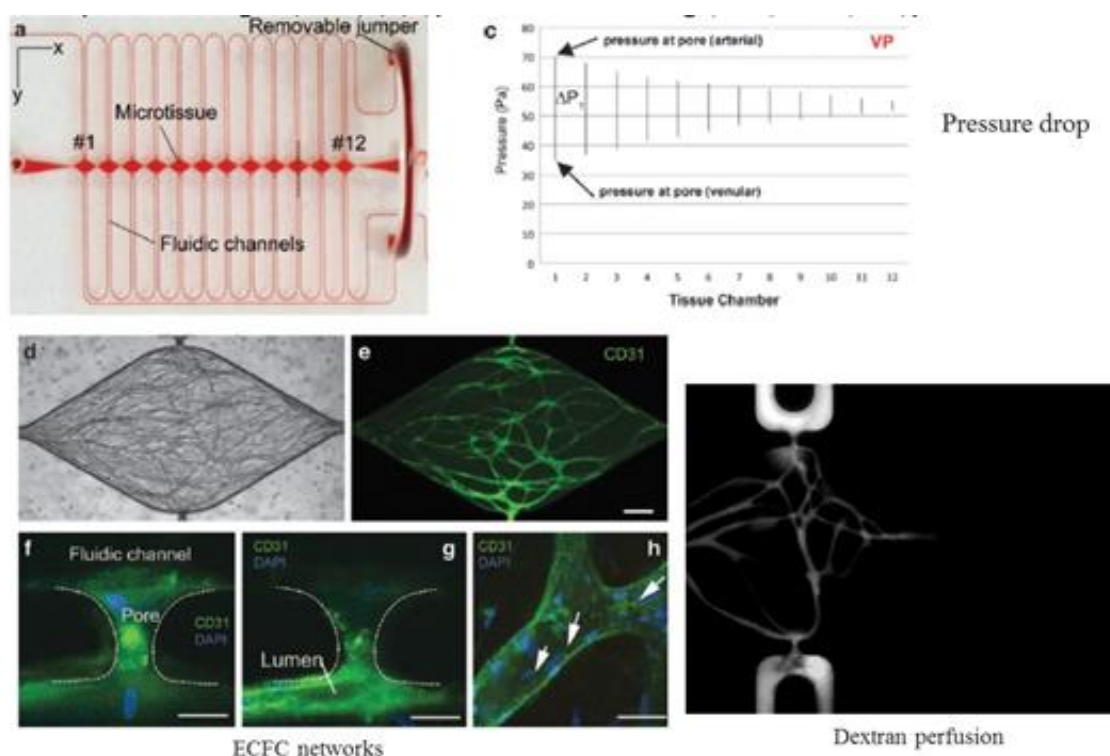 a
Removable jumper
x
y
Microtissue
#1
#12
Fluidic channels
c
pressure at pore (arterial)
VP
ΔP
pressure at pore (venular)
Pressure (Pa)
80
70
60
50
40
30
20
10
0
1 2 3 4 5 6 7 8 9 10 11 12
Tissue Chamber
Pressure drop
d
e
CD31
f
Fluidic channel
Pore
CD31
DAPI
g
CD31
DAPI
Lumen
h
CD31
DAPI
ECFC networks
Dextran perfusion